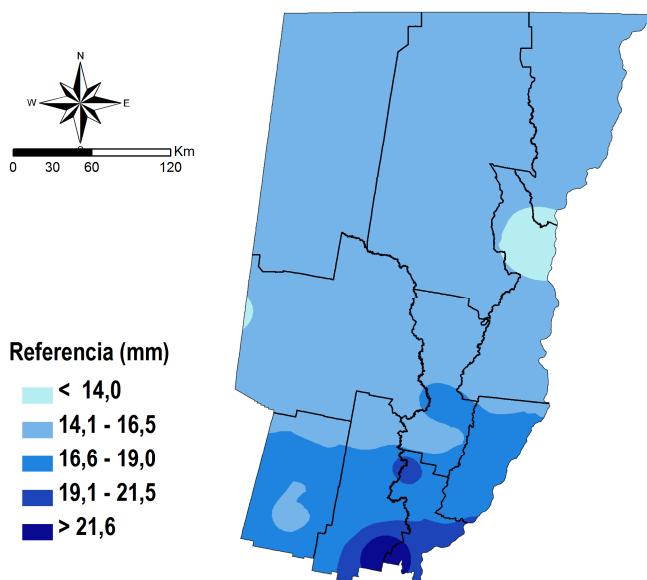 N
W E
S
Km
0 30 60 120
Referencia (mm)
< 14,0
14,1 - 16,5
16,6 - 19,0
19,1 - 21,5
> 21,6